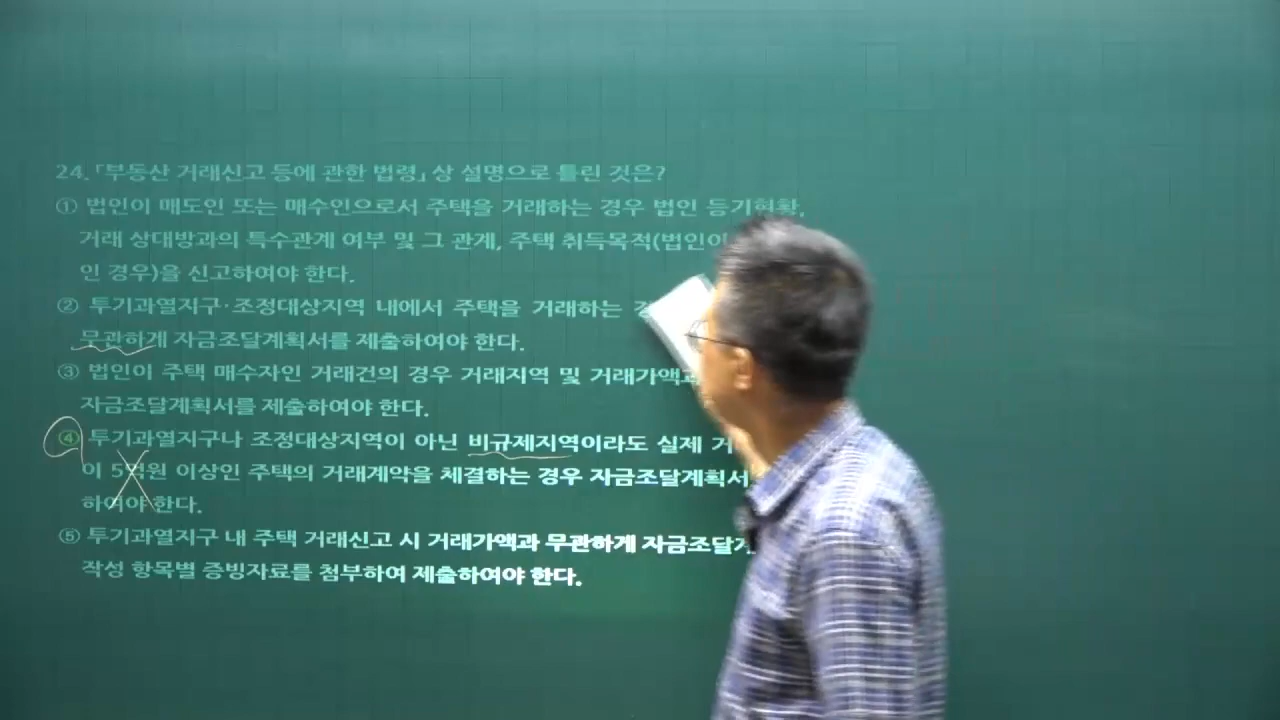 24. 「부동산 거래신고 등에 관한 법령」 상 설명으로 틀린 것은?
① 법인이 매도인 또는 매수인으로서 주택을 거래하는 경우 법인 등기현황,
거래 상대방과의 특수관계 여부 및 그 관계, 주택 취득목적(법인이
인 경우)을 신고하여야 한다.
② 투기과열지구·조정대상지역 내에서 주택을 거래하는
무관하게 자금조달계획서를 제출하여야 한다.
③ 법인이 주택 매수자인 거래건의 경우 거래지역 및 거래가액과
자금조달계획서를 제출하여야 한다.
④ 투기과열지구나 조정대상지역이 아닌 비규제지역이라도 실제 거
이 5억원 이상인 주택의 거래계약을 체결하는 경우 자금조달계획서
하여야 한다.
⑤ 투기과열지구 내 주택 거래신고 시 거래가액과 무관하게 자금조달계
작성 항목별 증빙자료를 첨부하여 제출하여야 한다.